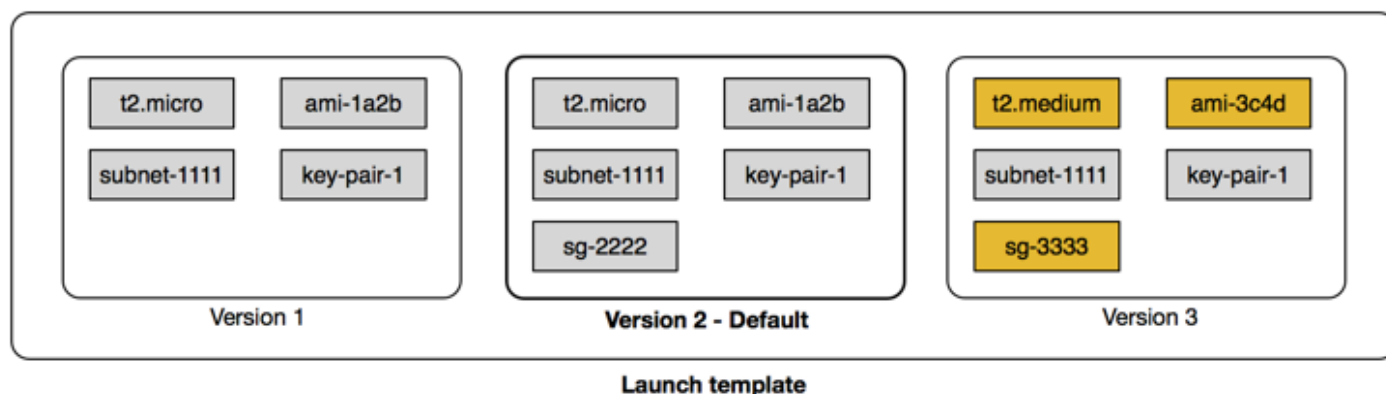 t2.micro ami-1a2b
subnet-1111 key-pair-1
Version 1
t2.micro ami-1a2b
subnet-1111 key-pair-1
sg-2222
Version 2 - Default
t2.medium ami-3c4d
subnet-1111 key-pair-1
sg-3333
Version 3
Launch template